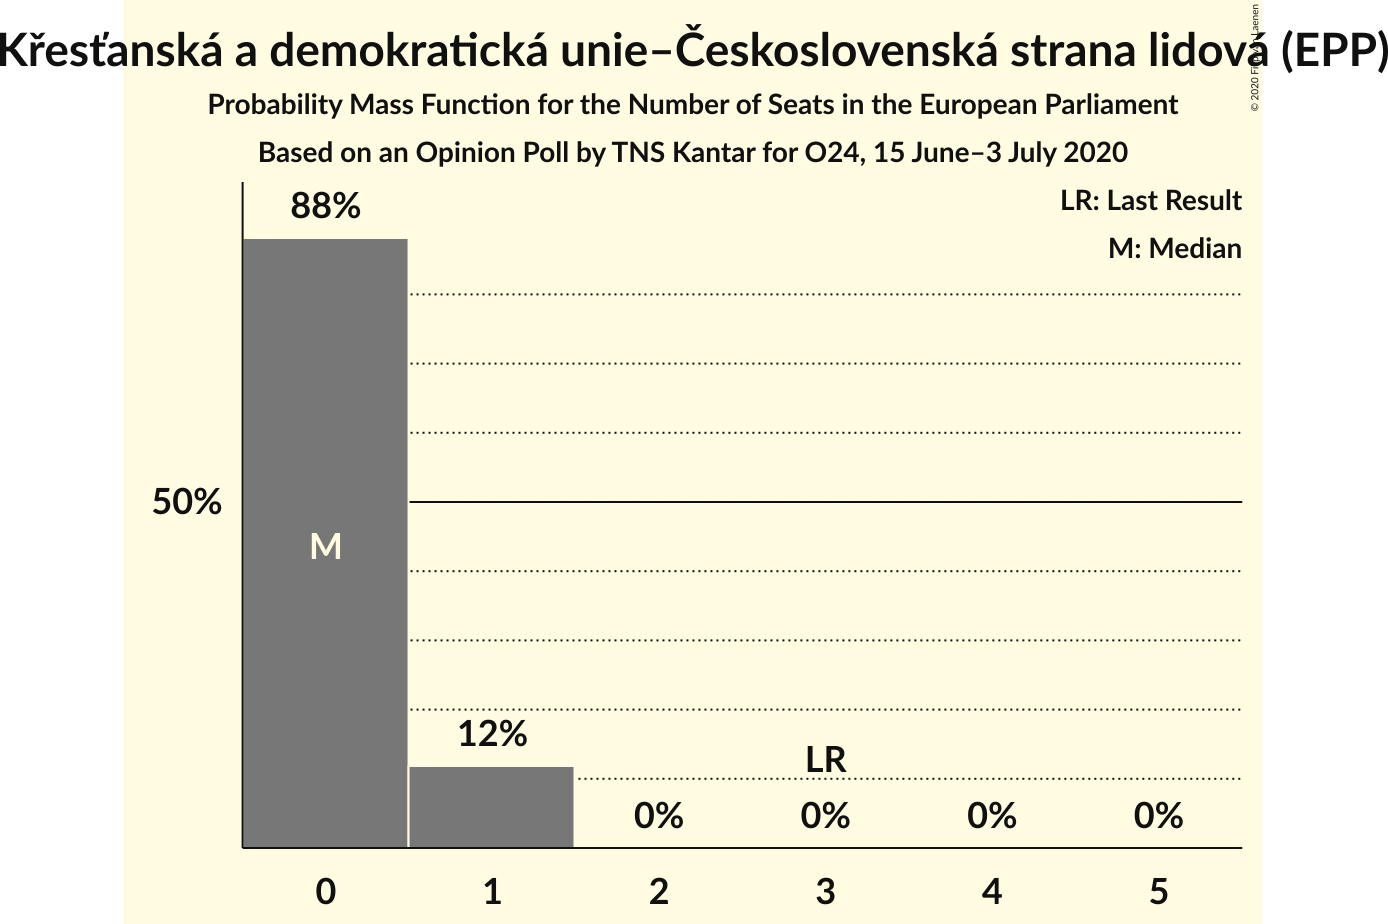 Křesťanská a demokratická unie–Československá strana lidová (EPP)
Probability Mass Function for the Number of Seats in the European Parliament
Based on an Opinion Poll by TNS Kantar for O24, 15 June–3 July 2020
© 2020 Laenen
LR: Last Result
M: Median
88%
50%
M
12%
LR
0% 0% 0% 0%
0 1 2 3 4 5